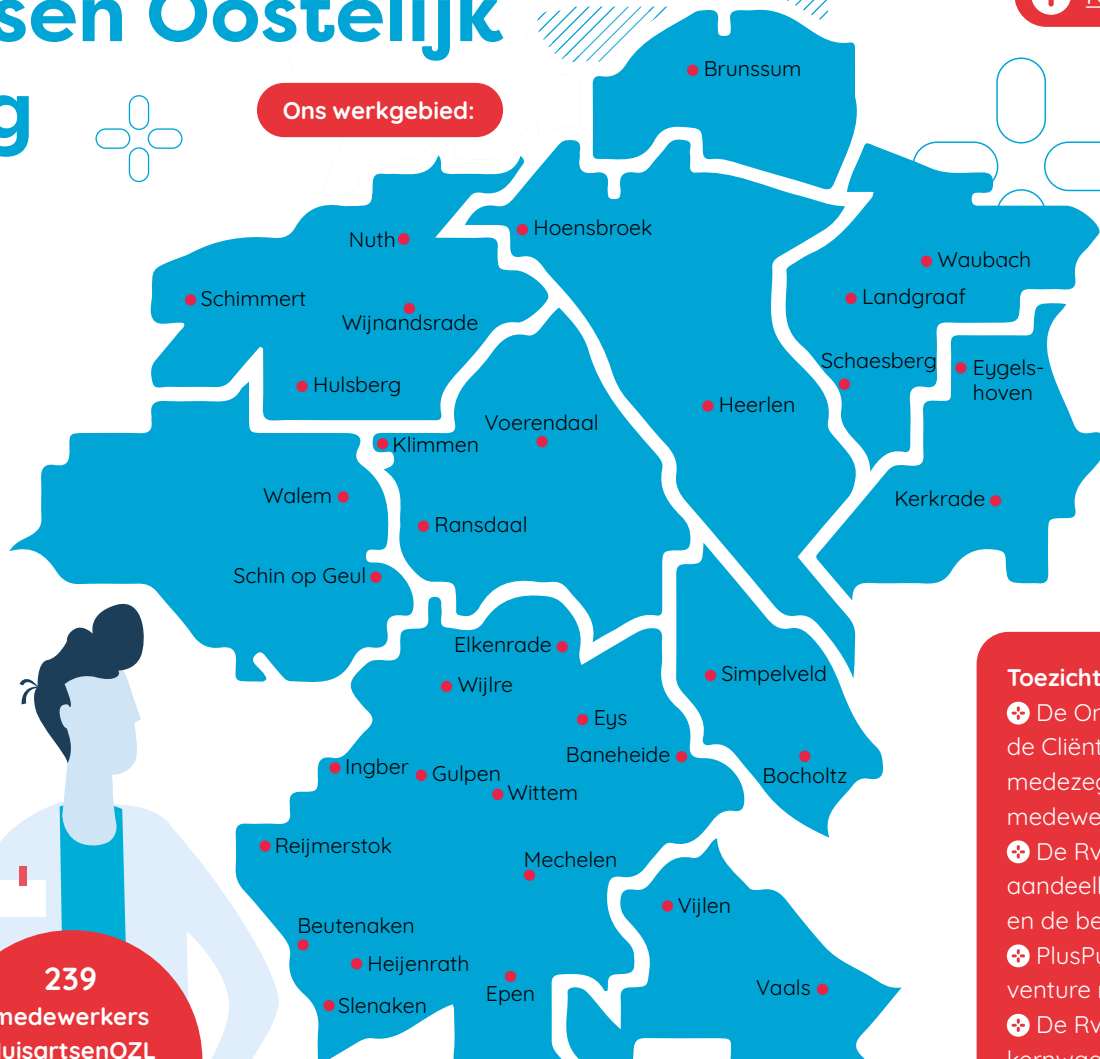 sen Oostelijk
g
Ons werkgebied:
Brunssum
Hoensbroek
Nuth
Waubach
Schimmert
Landgraaf
Wijnandsrade
Schaesberg
Eygels-
hoven
Hulsberg
Heerlen
Voerendaal
Klimmen
Walem
Kerkrade
Ransdaal
Schin op Geul
Elkenrade
Simpelveld
Wijlre
Eys
Baneheide
Ingber
Gulpen
Bocholtz
Wittem
Reijmerstok
Mechelen
Vijlen
Beutenaken
Heijenrath
Epen
Vaals
Slenaken
239
medewerkers
HuisartsenOZL
Toezicht
De On
de Cliënt
medezeg
medewe
De Rv
aandeelh
en de be
PlusPu
venture
De Rv